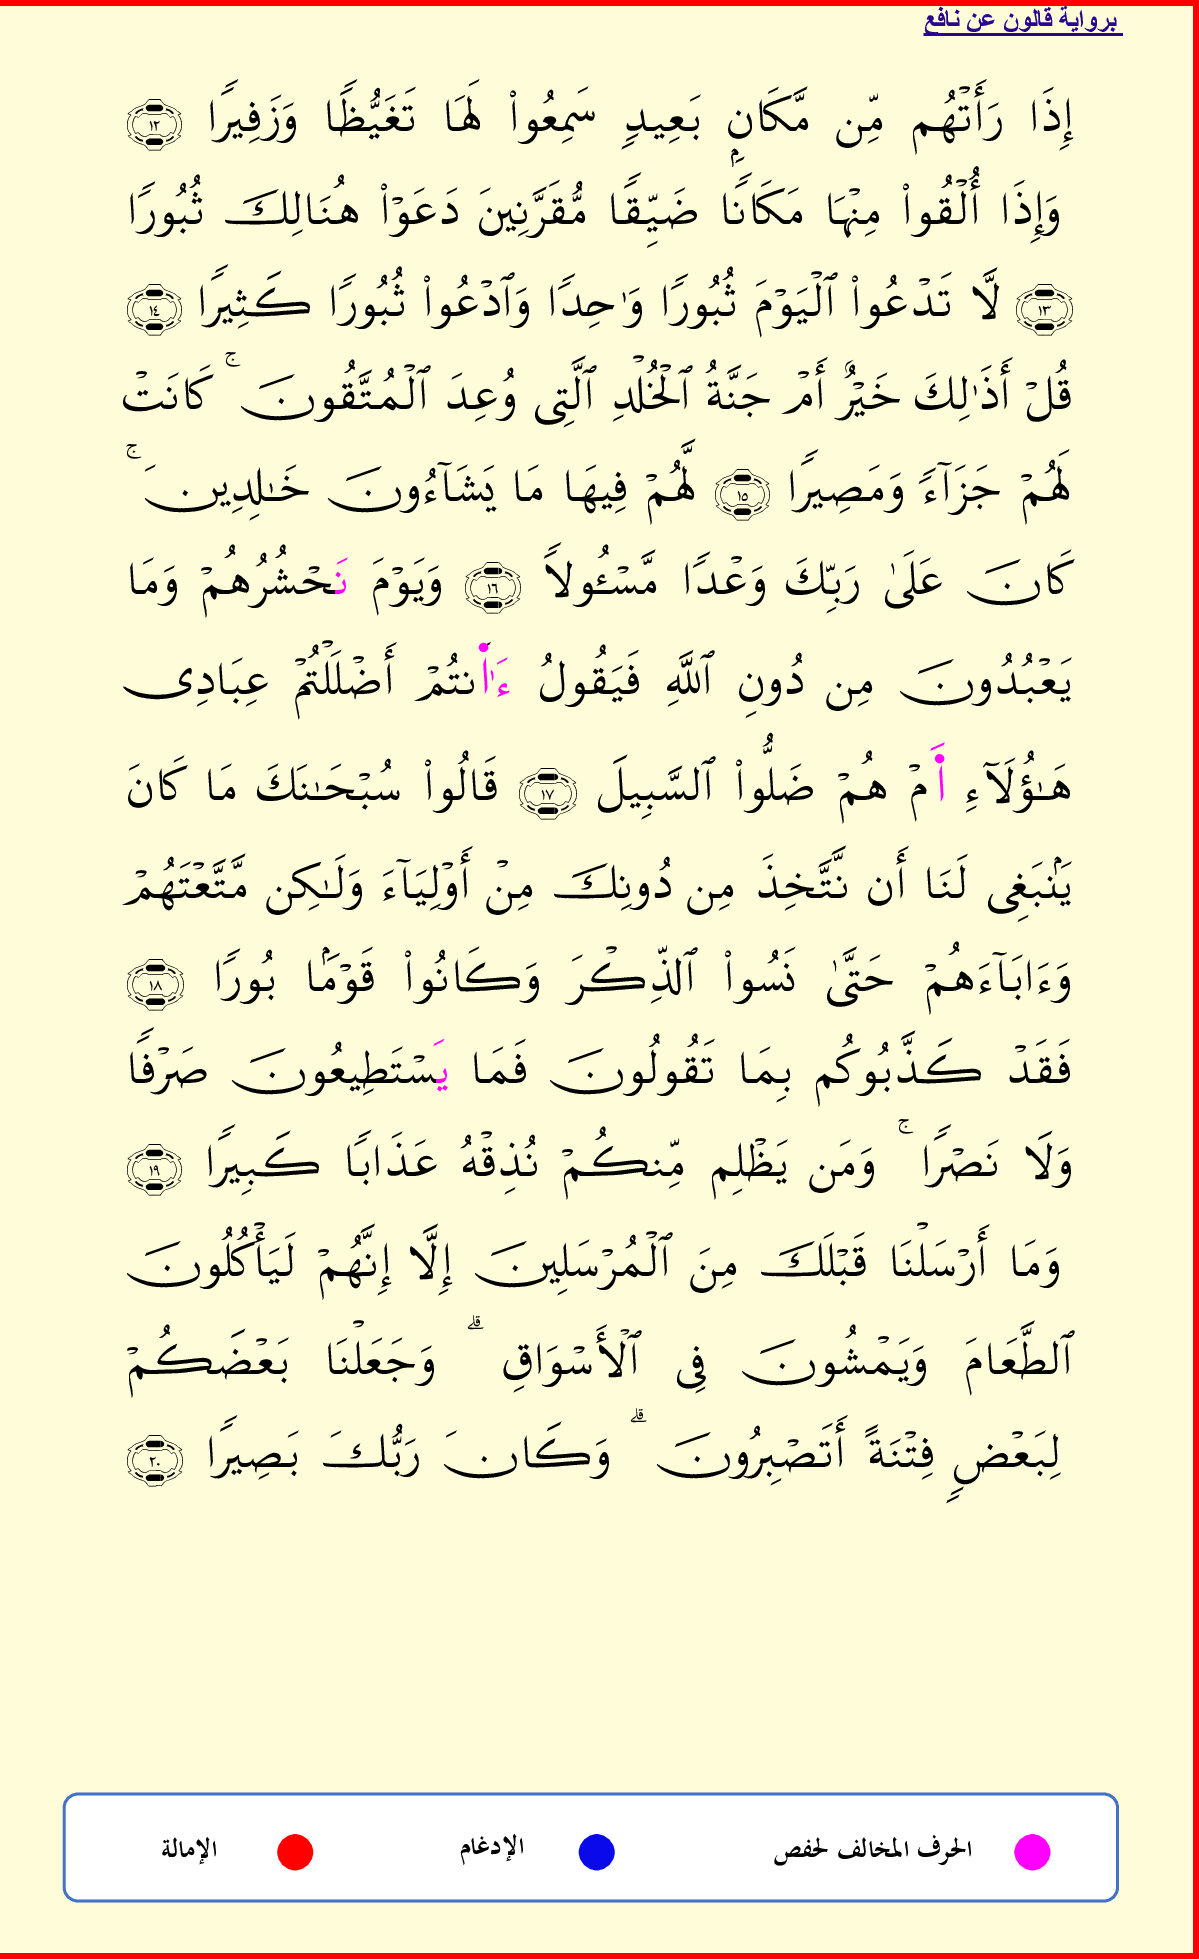 برواية قالون عن نافع
إِذَا رَأَتْهُم مِّن مَّكَانِۭ بَعِيدٍ سَمِعُواْ لَهَا تَغَيُّظًا وَزَفِيرًا ١٢
وَإِذَا أُلْقُواْ مِنْهَا مَكَانًا ضَيِّقًا مُّقَرَّنِينَ دَعَوْاْ هُنَالِكَ ثُبُورًا
١٣ لَّا تَدْعُواْ ٱلْيَوْمَ ثُبُورًا وَٰحِدًا وَٱدْعُواْ ثُبُورًا كَثِيرًا ١٤
قُلْ أَذَٰلِكَ خَيْرٌ أَمْ جَنَّةُ ٱلْخُلْدِ ٱلَّتِى وُعِدَ ٱلْمُتَّقُونَ ۚ كَانَتْ
لَهُمْ جَزَآءً وَمَصِيرًا ١٥ لَّهُمْ فِيهَا مَا يَشَآءُونَ خَـٰلِدِينَ ۚ
كَانَ عَلَىٰ رَبِّكَ وَعْدًا مَّسْـُٔولاً ١٦ وَيَوْمَ نَحْشُرُهُمْ وَمَا
يَعْبُدُونَ مِن دُونِ ٱللَّهِ فَيَقُولُ ءَا۬نتُمْ أَضْلَلْتُمْ عِبَادِى
هَـٰؤُلَآءِ ا۬مْ هُمْ ضَلُّواْ ٱلسَّبِيلَ ١٧ قَالُواْ سُبْحَـٰنَكَ مَا كَانَ
يَنۢبَغِى لَنَا أَن نَّتَّخِذَ مِن دُونِكَ مِنْ أَوْلِيَآءَ وَلَـٰكِن مَّتَّعْتَهُمْ
وَءَابَآءَهُمْ حَتَّىٰ نَسُواْ ٱلذِّكْرَ وَكَانُواْ قَوْمَۢا بُورًا ١٨
فَقَدْ كَذَّبُوكُم بِمَا تَقُولُونَ فَمَا يَسْتَطِيعُونَ صَرْفًا
وَلَا نَصْرًا ۚ وَمَن يَظْلِم مِّنكُمْ نُذِقْهُ عَذَابًا كَبِيرًا ١٩
وَمَا أَرْسَلْنَا قَبْلَكَ مِنَ ٱلْمُرْسَلِينَ إِلَّا إِنَّهُمْ لَيَأْكُلُونَ
ٱلطَّعَامَ وَيَمْشُونَ فِى ٱلْأَسْوَاقِ ۗ وَجَعَلْنَا بَعْضَكُمْ
لِبَعْضٍ فِتْنَةً أَتَصْبِرُونَ ۗ وَكَانَ رَبُّكَ بَصِيرًا ٢٠
الحرف المخالف لحفص الإدغام الإمالة